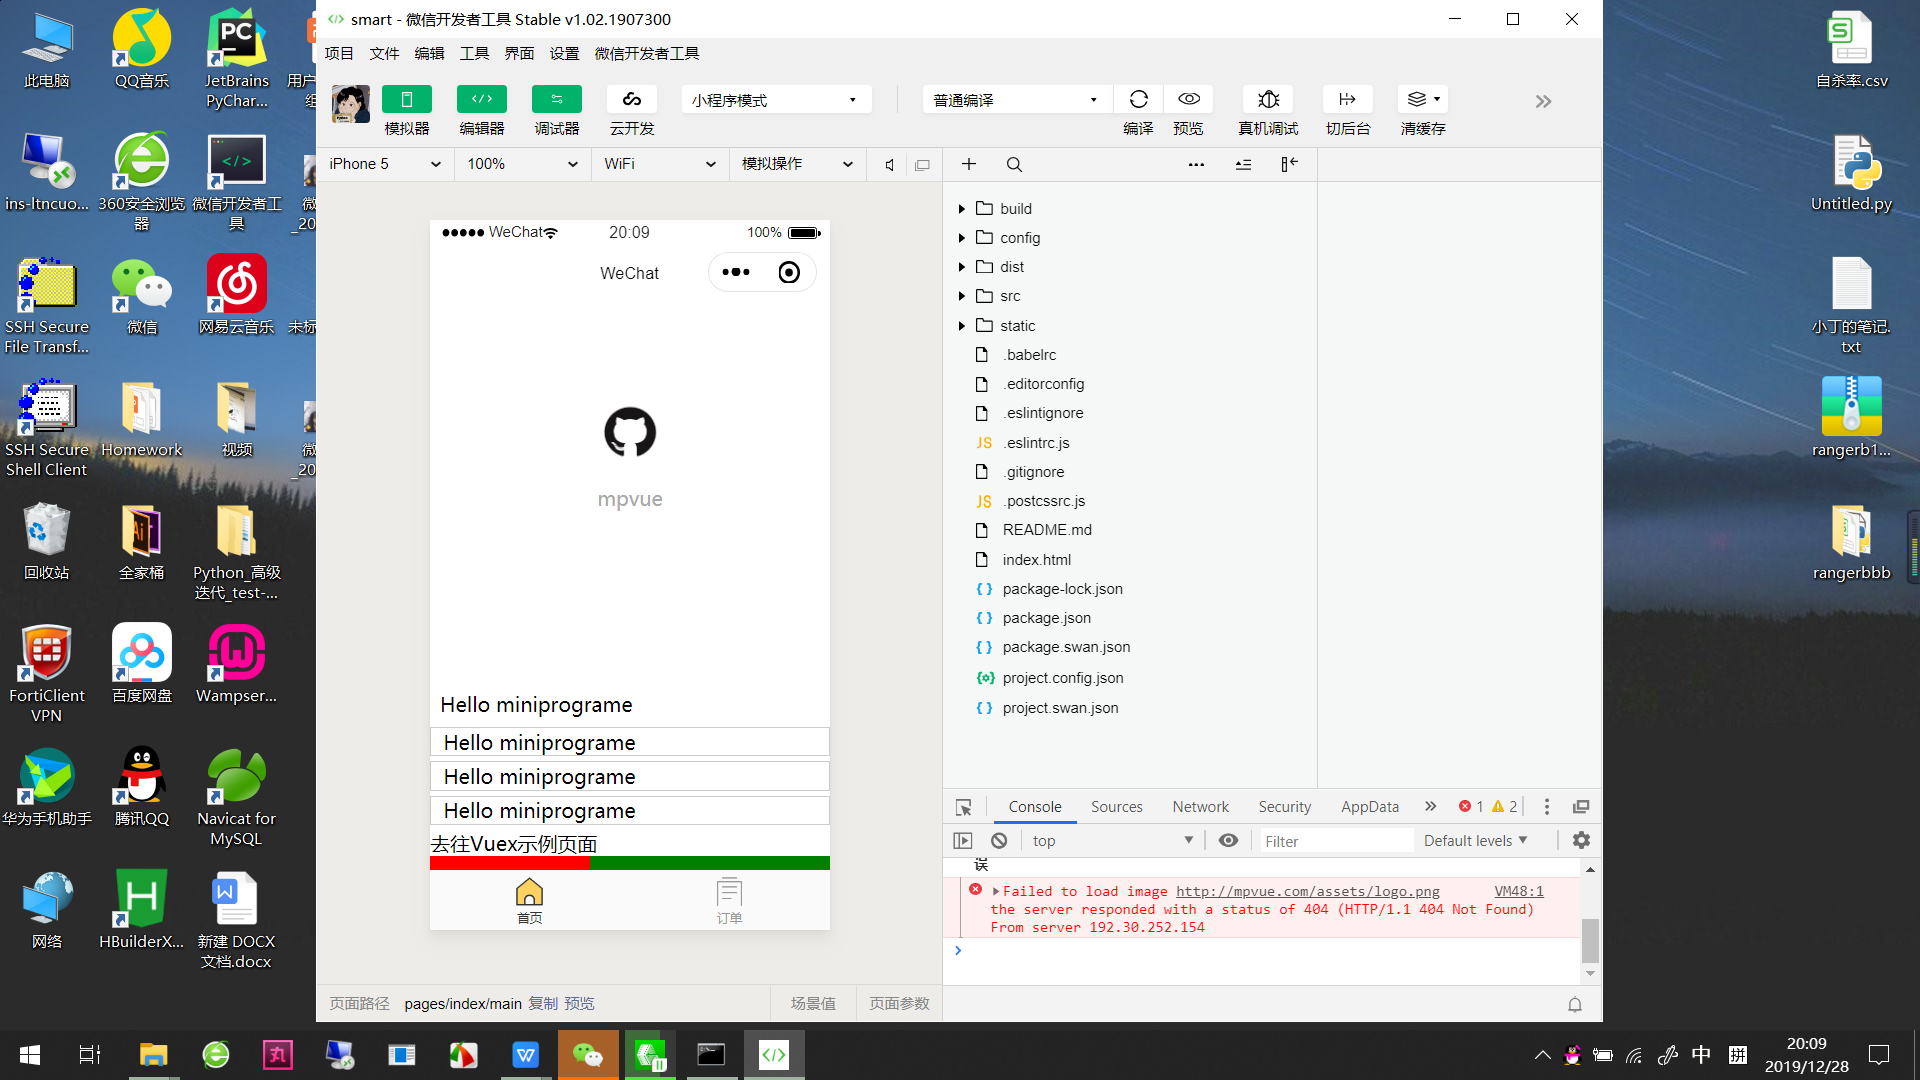 smart - 微信开发者工具 Stable v1.02.1907300
项目 文件 编辑 工具 界面 设置 微信开发者工具
模拟器 编辑器 调试器 云开发
小程序模式
普通编译
编译 预览 真机调试 切后台 清缓存
iPhone 5 100% WiFi 模拟操作
WeChat 20:09 100%
WeChat
mpvue
Hello miniprograme
Hello miniprograme
Hello miniprograme
Hello miniprograme
去往Vuex示例页面
首页 订单
页面路径 pages/index/main 复制 预览 场景值 页面参数
build
config
dist
src
static
.babelrc
.editorconfig
.eslintignore
JS .eslintrc.js
.gitignore
JS .postcssrc.js
README.md
index.html
package-lock.json
package.json
package.swan.json
project.config.json
project.swan.json
Console Sources Network Security AppData 1 2
top Filter Default levels
误
Failed to load image http://mpvue.com/assets/logo.png VM48:1
the server responded with a status of 404 (HTTP/1.1 404 Not Found)
From server 192.30.252.154
此电脑
QQ音乐
JetBrains
PyChar...
ins-ltncuo...
360安全浏览
器
微信开发者工
具
SSH Secure
File Transf...
微信
网易云音乐
SSH Secure
Shell Client
Homework
视频
回收站
全家桶
Python_高级
迭代_test-...
FortiClient
VPN
百度网盘
Wampser...
华为手机助手
腾讯QQ
Navicat for
MySQL
网络
HBuilderX...
新建 DOCX
文档.docx
自杀率.csv
Untitled.py
小丁的笔记.
txt
rangerb1...
rangerbbb
中 拼
20:09
2019/12/28